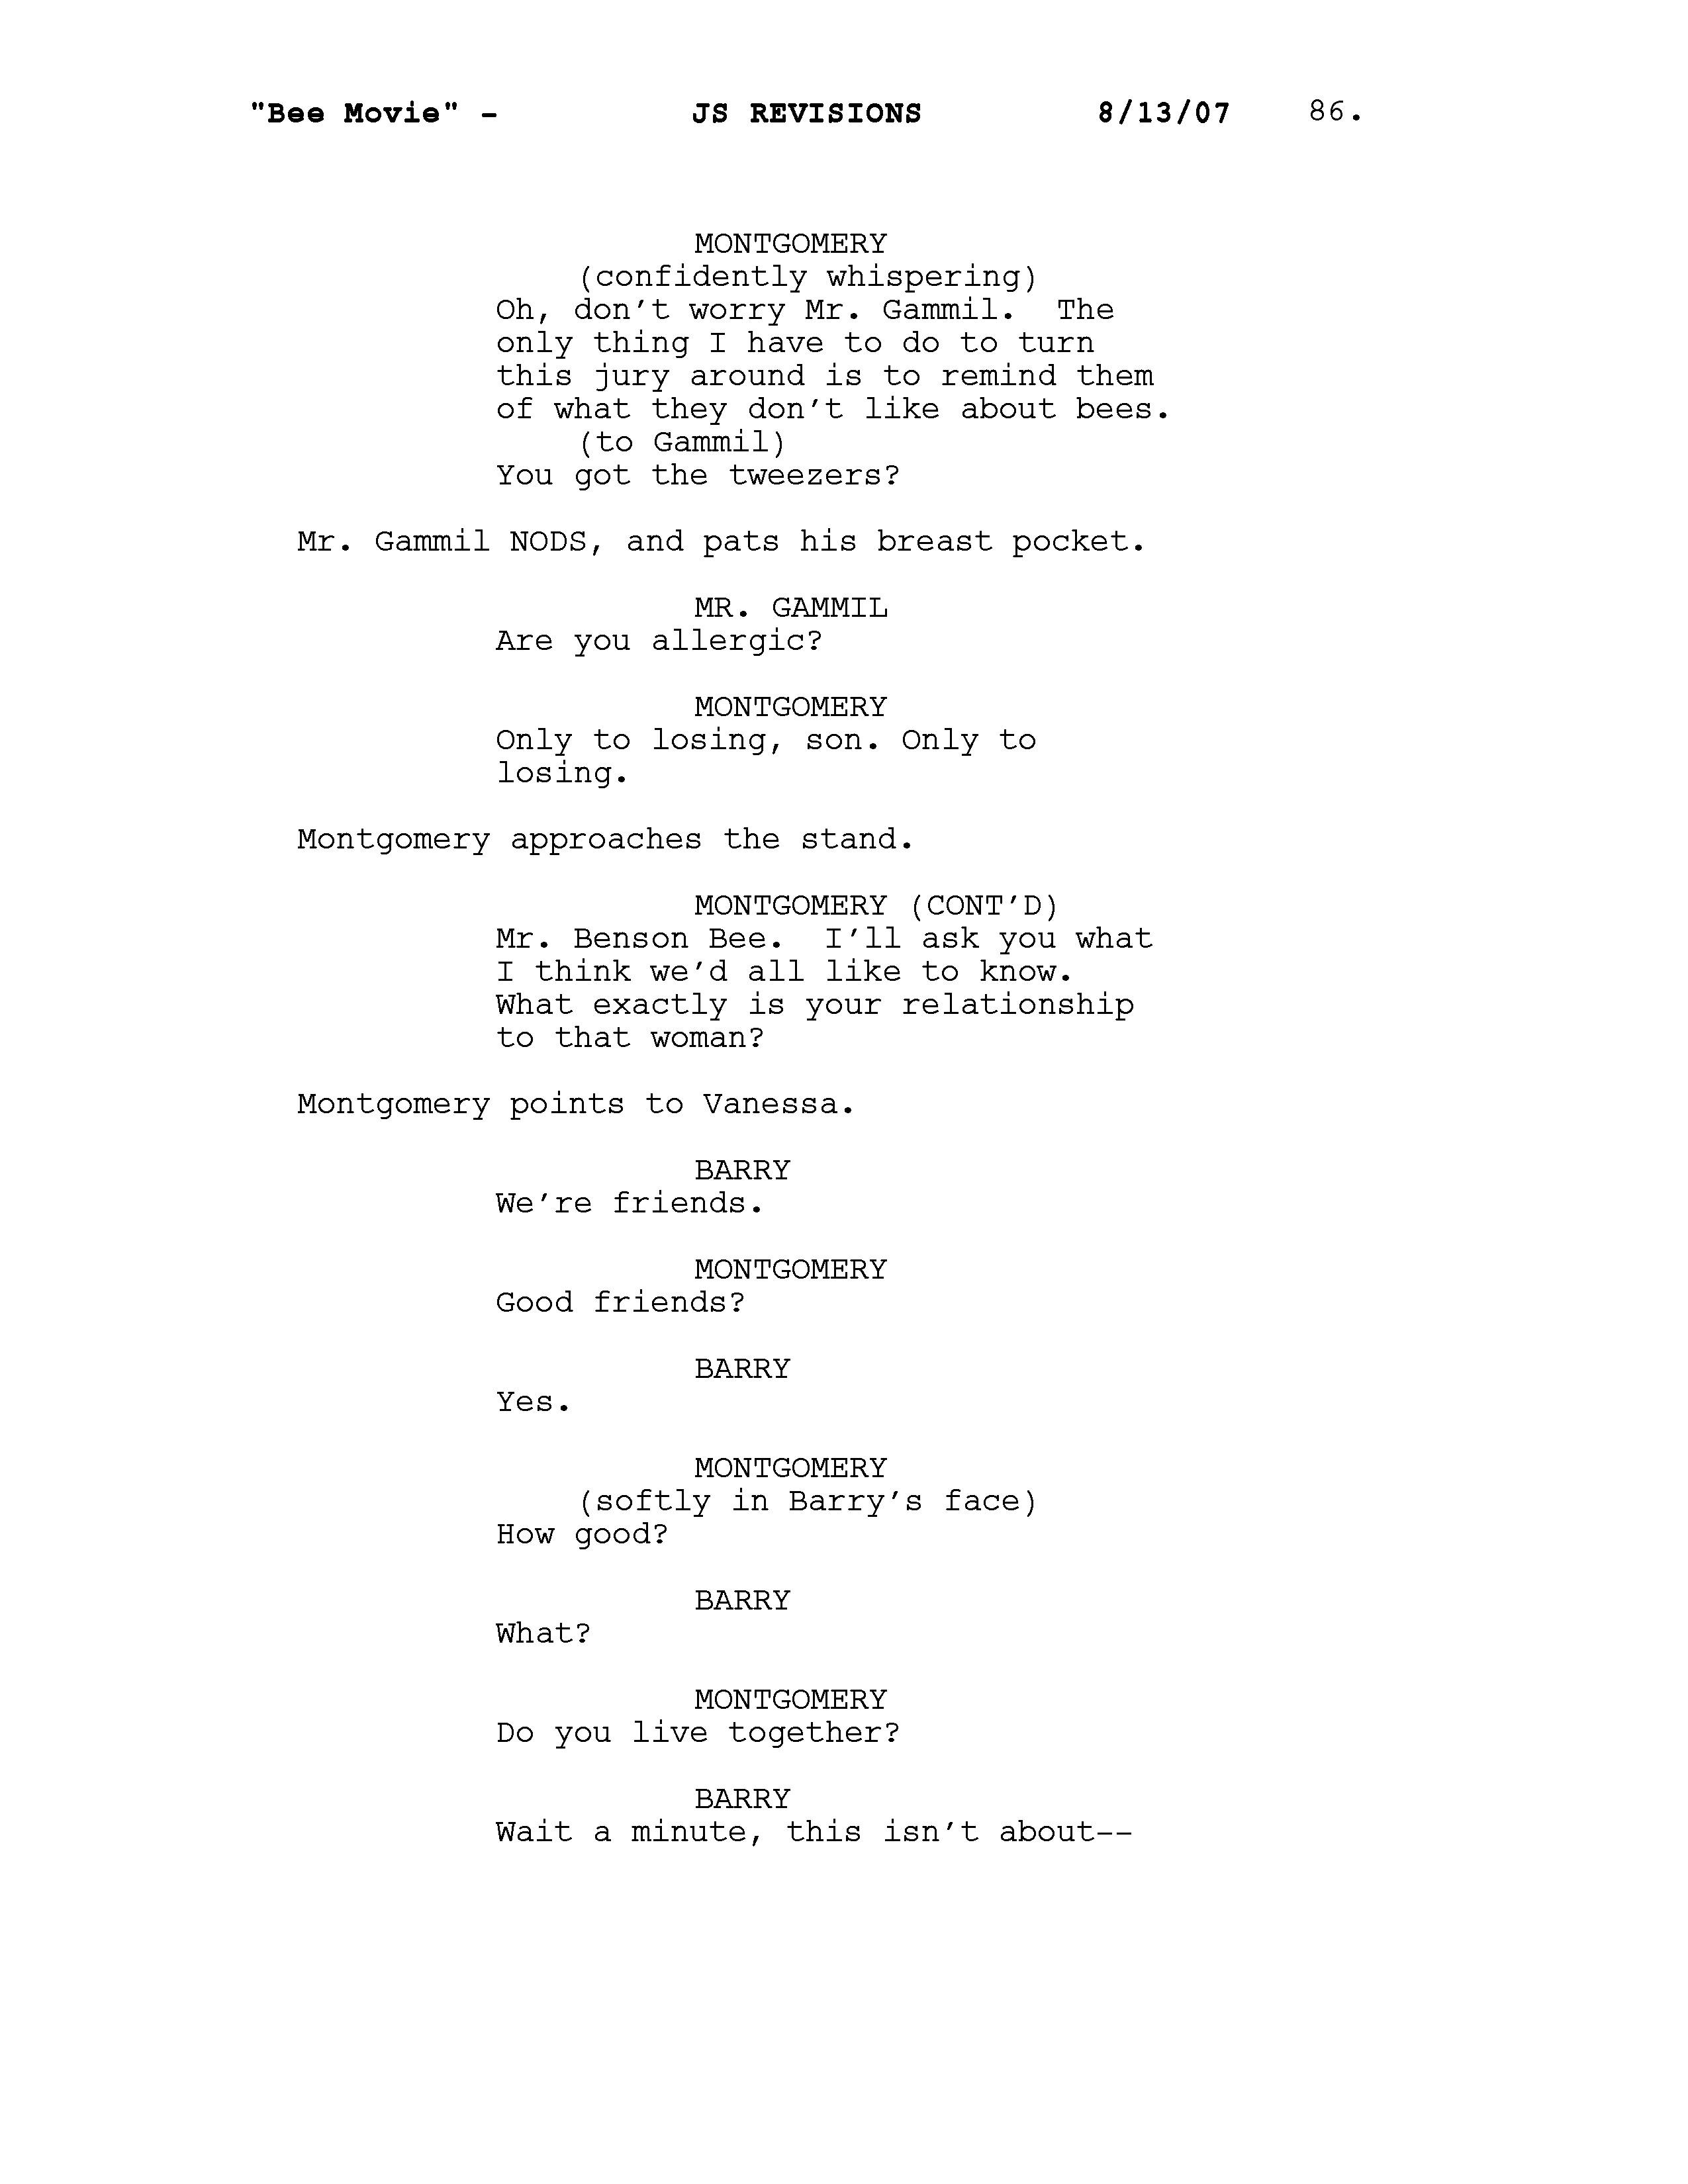 "Bee Movie" - JS REVISIONS 8/13/07 86.
MONTGOMERY
(confidently whispering)
Oh, don't worry Mr. Gammil.  The
only thing I have to do to turn
this jury around is to remind them
of what they don't like about bees.
(to Gammil)
You got the tweezers?
Mr. Gammil NODS, and pats his breast pocket.
MR. GAMMIL
Are you allergic?
MONTGOMERY
Only to losing, son. Only to
losing.
Montgomery approaches the stand.
MONTGOMERY (CONT'D)
Mr. Benson Bee.  I'll ask you what
I think we'd all like to know.
What exactly is your relationship
to that woman?
Montgomery points to Vanessa.
BARRY
We're friends.
MONTGOMERY
Good friends?
BARRY
Yes.
MONTGOMERY
(softly in Barry's face)
How good?
BARRY
What?
MONTGOMERY
Do you live together?
BARRY
Wait a minute, this isn't about--